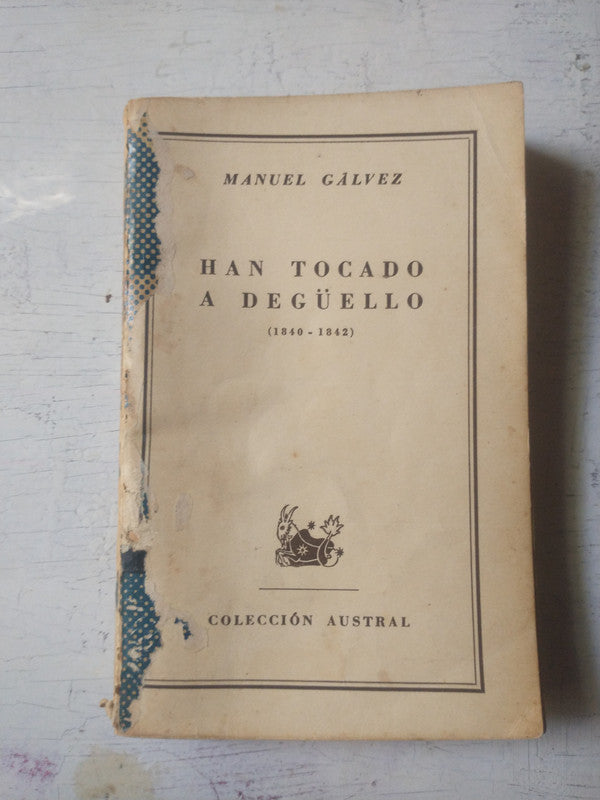 MANUEL GÁLVEZ
HAN TOCADO
A DEGÜELLO
(1840 - 1842)
COLECCIÓN AUSTRAL